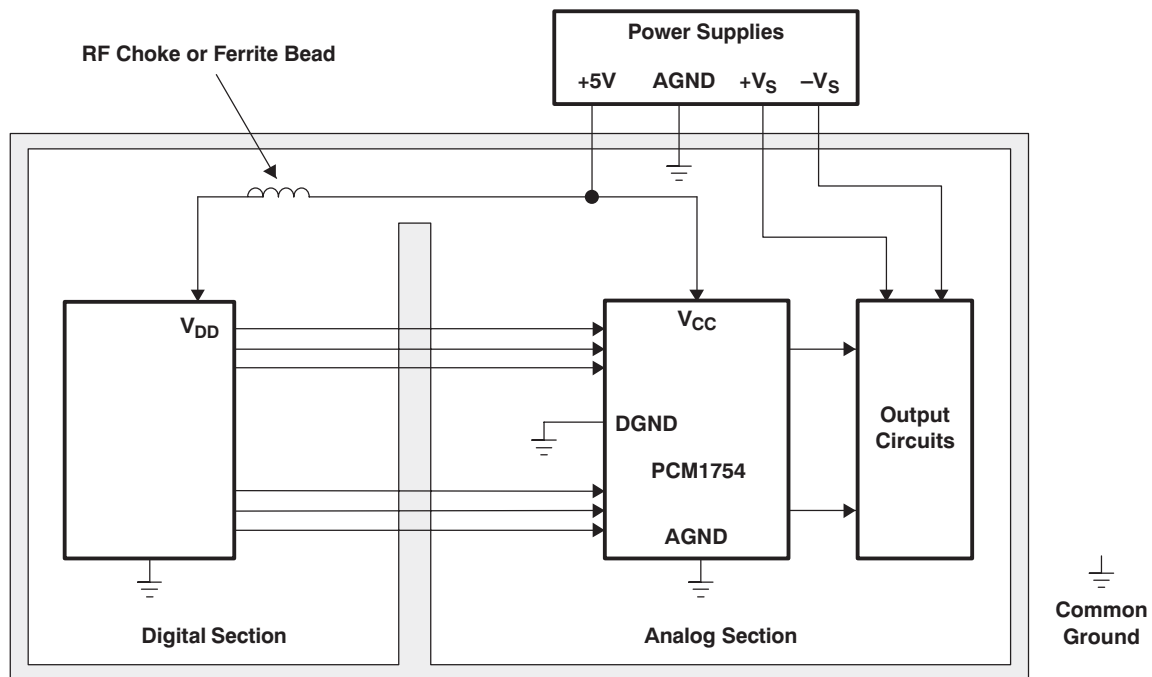 Power Supplies
RF Choke or Ferrite Bead
+5V AGND +VS –VS
VDD
VCC
DGND
PCM1754
AGND
Output
Circuits
Digital Section
Analog Section
Common
Ground